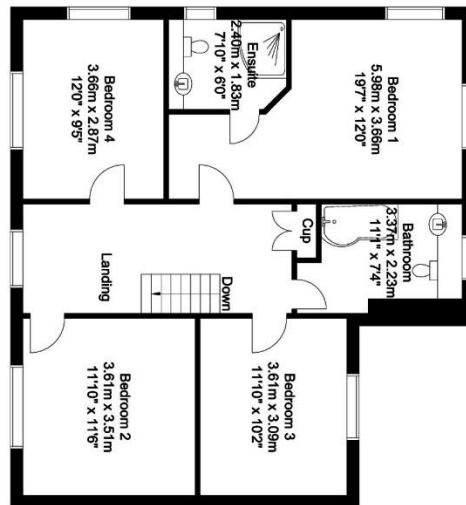 Bedroom 4
3.66m x 2.87m
12'0" x 9'5"
Ensuite
2.40m x 1.83m
7'10" x 6'0"
Bedroom 1
5.98m x 3.66m
19'7" x 12'0"
Landing
Down
Cup
Bathroom
3.37m x 2.23m
11'1" x 7'4"
Bedroom 2
3.61m x 3.51m
11'10" x 11'6"
Bedroom 3
3.61m x 3.09m
11'10" x 10'2"